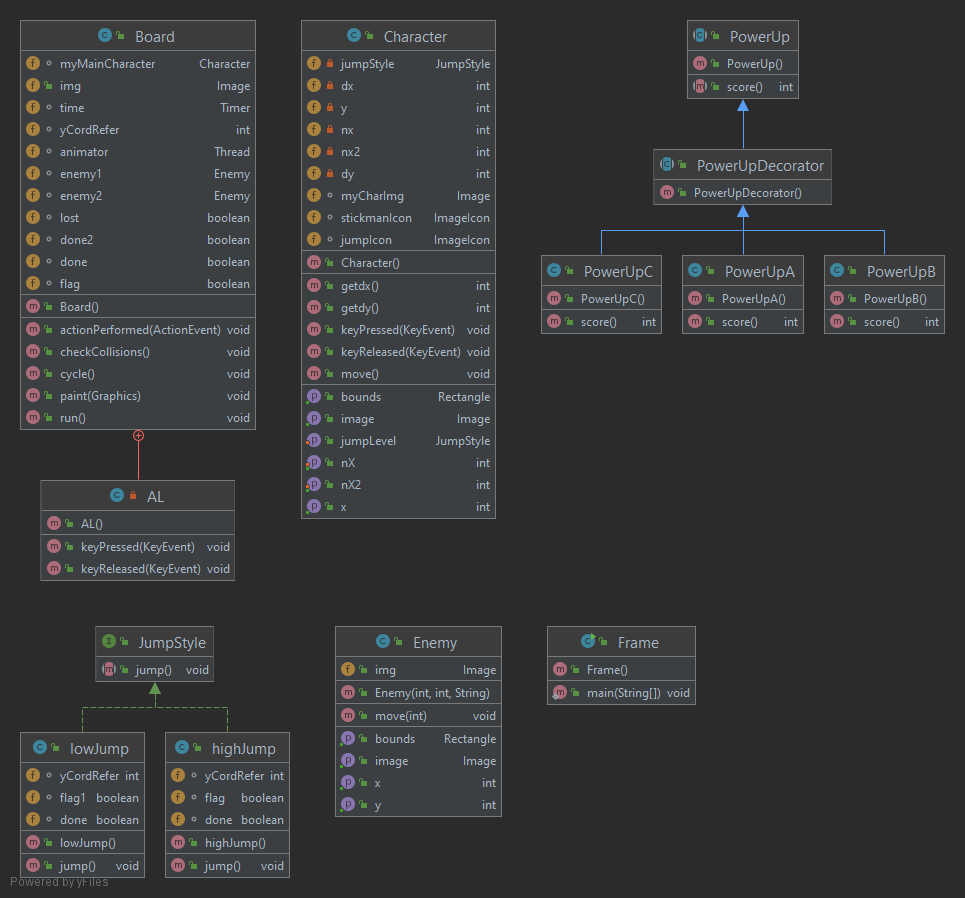 Board
myMainCharacter Character
img Image
time Timer
yCordRefer int
animator Thread
enemy1 Enemy
enemy2 Enemy
lost boolean
done2 boolean
done boolean
flag boolean
Board()
actionPerformed(ActionEvent) void
checkCollisions() void
cycle() void
paint(Graphics) void
run() void
AL
AL()
keyPressed(KeyEvent) void
keyReleased(KeyEvent) void
Character
jumpStyle JumpStyle
dx int
y int
nx int
nx2 int
dy int
myCharImg Image
stickmanIcon ImageIcon
jumpIcon ImageIcon
Character()
getdx() int
getdy() int
keyPressed(KeyEvent) void
keyReleased(KeyEvent) void
move() void
bounds Rectangle
image Image
jumpLevel JumpStyle
nX int
nX2 int
x int
PowerUp
PowerUp()
score() int
PowerUpDecorator
PowerUpDecorator()
PowerUpC
PowerUpC()
score() int
PowerUpA
PowerUpA()
score() int
PowerUpB
PowerUpB()
score() int
JumpStyle
jump() void
lowJump
yCordRefer int
flag1 boolean
done boolean
lowJump()
jump() void
highJump
yCordRefer int
flag boolean
done boolean
highJump()
jump() void
Enemy
img Image
Enemy(int, int, String)
move(int) void
bounds Rectangle
image Image
x int
y int
Frame
Frame()
main(String[]) void
Powered by yFiles